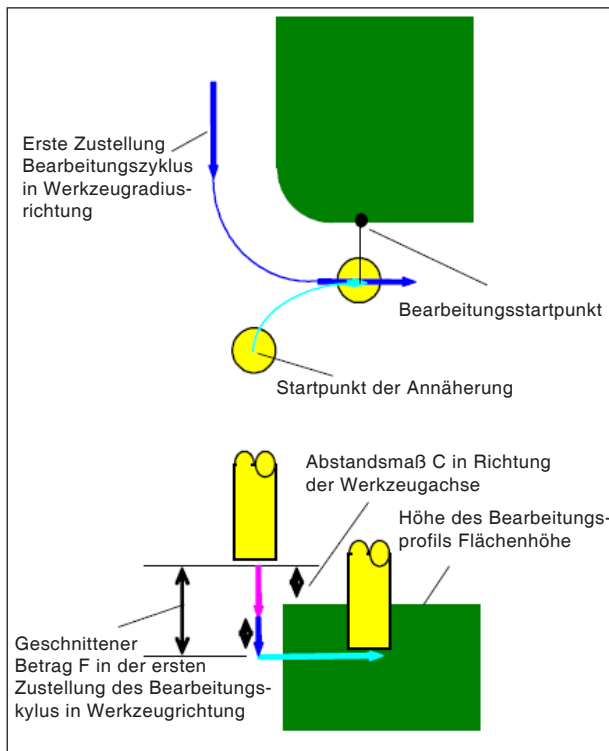 Erste Zustellung
Bearbeitungszyklus
in Werkzeugradius-
richtung
Bearbeitungsstartpunkt
Startpunkt der Annäherung
Abstandsmaß C in Richtung
der Werkzeugachse
Höhe des Bearbeitungs-
profils Flächenhöhe
Geschnittener
Betrag F in der ersten
Zustellung des Bearbeitungs-
kylus in Werkzeugrichtung